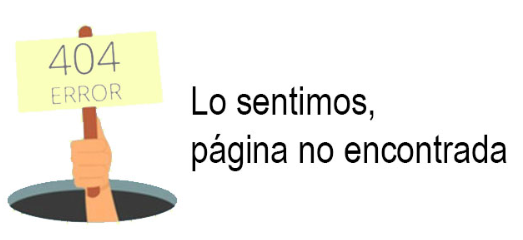 404
ERROR
Lo sentimos,
página no encontrada